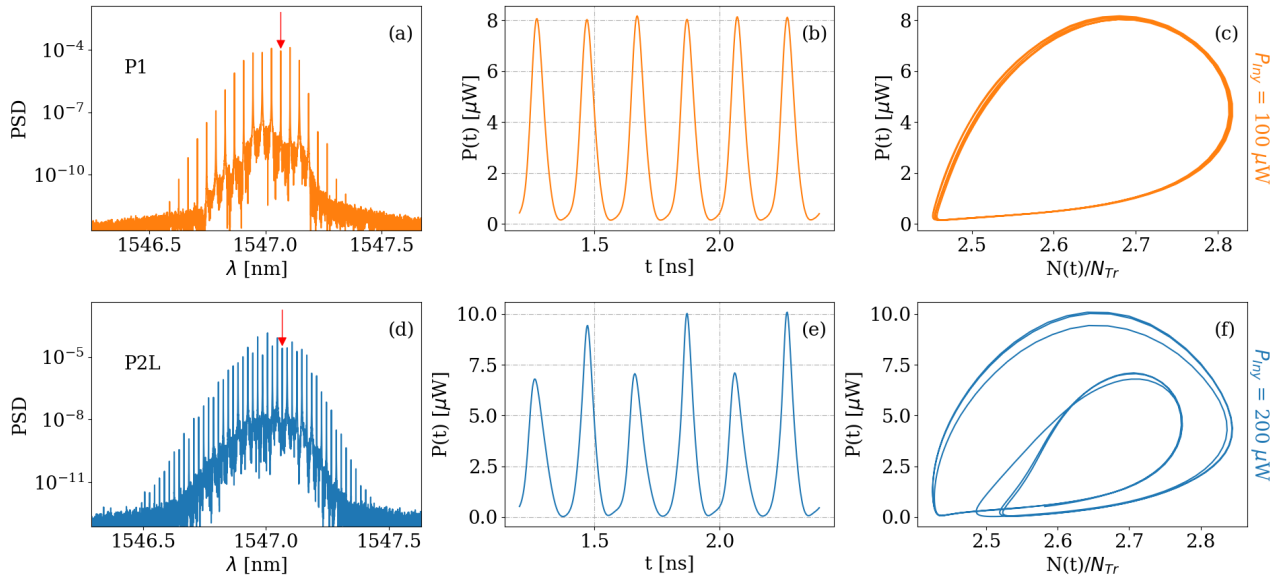 (a)
P1
PSD
10⁻⁴
10⁻⁷
10⁻¹⁰
1546.5
1547.0
1547.5
λ [nm]
(b)
P(t) [μW]
8
6
4
2
0
1.5
2.0
t [ns]
(c)
P(t) [μW]
8
6
4
2
0
2.5
2.6
2.7
2.8
N(t)/N_Tr
P_Iny = 100 μW
(d)
P2L
PSD
10⁻⁵
10⁻⁸
10⁻¹¹
1546.5
1547.0
1547.5
λ [nm]
(e)
P(t) [μW]
10.0
7.5
5.0
2.5
0.0
1.5
2.0
t [ns]
(f)
P(t) [μW]
10.0
7.5
5.0
2.5
0.0
2.5
2.6
2.7
2.8
N(t)/N_Tr
P_Iny = 200 μW